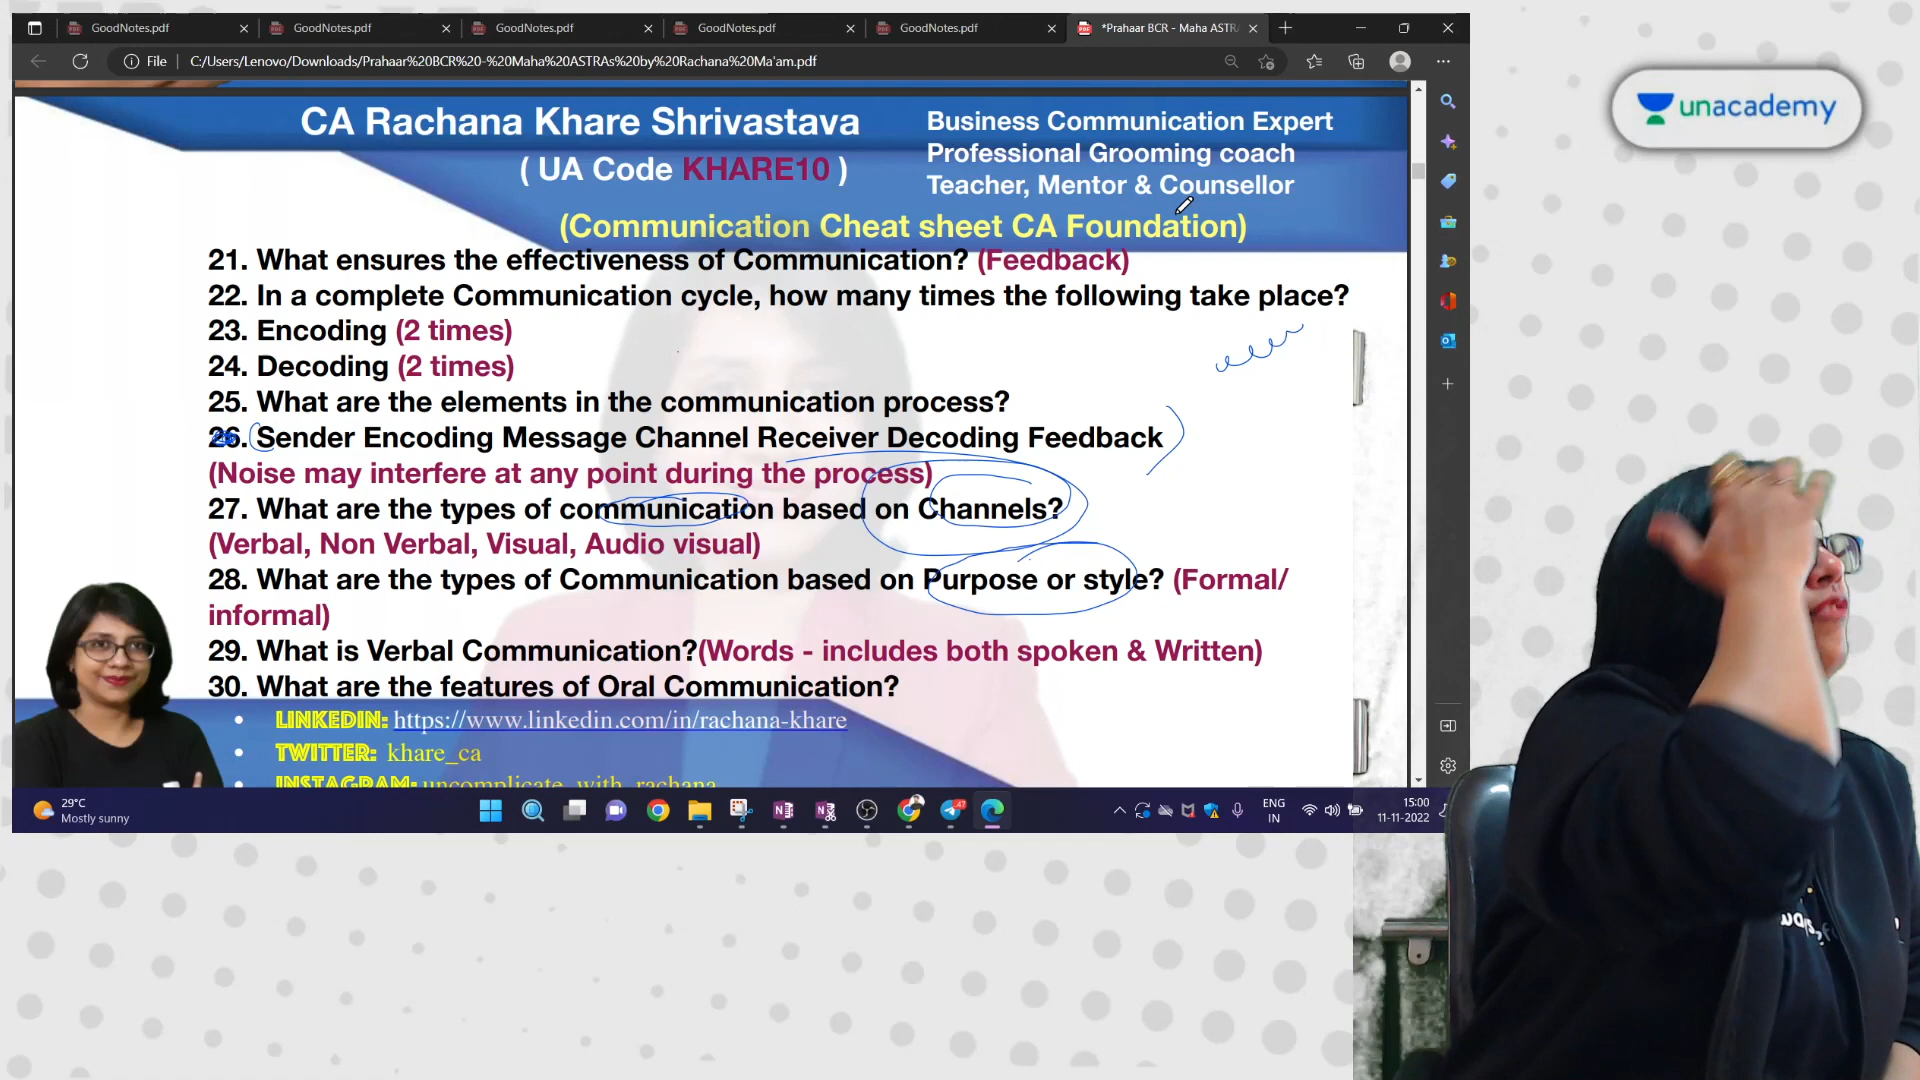 GoodNotes.pdf
GoodNotes.pdf
GoodNotes.pdf
GoodNotes.pdf
GoodNotes.pdf
*Prahaar BCR - Maha ASTRA
File C:/Users/Lenovo/Downloads/Prahaar%20BCR%20-%20Maha%20ASTRAs%20by%20Rachana%20Ma'am.pdf
unacademy
CA Rachana Khare Shrivastava
( UA Code KHARE10 )
Business Communication Expert
Professional Grooming coach
Teacher, Mentor & Counsellor
(Communication Cheat sheet CA Foundation)
21. What ensures the effectiveness of Communication? (Feedback)
22. In a complete Communication cycle, how many times the following take place?
23. Encoding (2 times)
24. Decoding (2 times)
25. What are the elements in the communication process?
26. Sender Encoding Message Channel Receiver Decoding Feedback
(Noise may interfere at any point during the process)
27. What are the types of communication based on Channels?
(Verbal, Non Verbal, Visual, Audio visual)
28. What are the types of Communication based on Purpose or style? (Formal/
informal)
29. What is Verbal Communication?(Words - includes both spoken & Written)
30. What are the features of Oral Communication?
• LINKEDIN: https://www.linkedin.com/in/rachana-khare
• TWITTER: khare_ca
• INSTAGRAM: uncomplicate_with_rachana
29°C
Mostly sunny
47
ENG
IN
15:00
11-11-2022